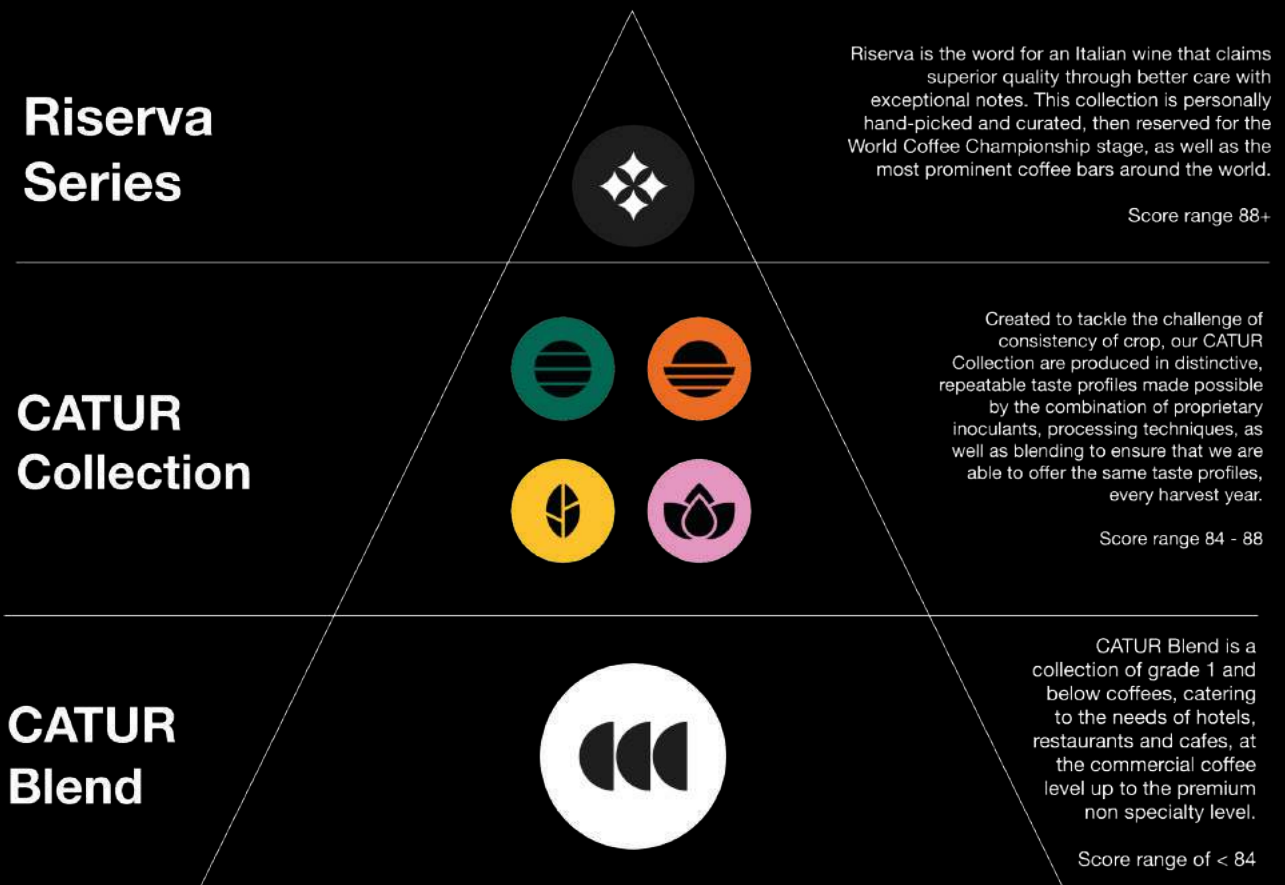 Riserva
Series
Riserva is the word for an Italian wine that claims
superior quality through better care with
exceptional notes. This collection is personally
hand-picked and curated, then reserved for the
World Coffee Championship stage, as well as the
most prominent coffee bars around the world.
Score range 88+
CATUR
Collection
Created to tackle the challenge of
consistency of crop, our CATUR
Collection are produced in distinctive,
repeatable taste profiles made possible
by the combination of proprietary
inoculants, processing techniques, as
well as blending to ensure that we are
able to offer the same taste profiles,
every harvest year.
Score range 84 - 88
CATUR
Blend
CATUR Blend is a
collection of grade 1 and
below coffees, catering
to the needs of hotels,
restaurants and cafes, at
the commercial coffee
level up to the premium
non specialty level.
Score range of < 84